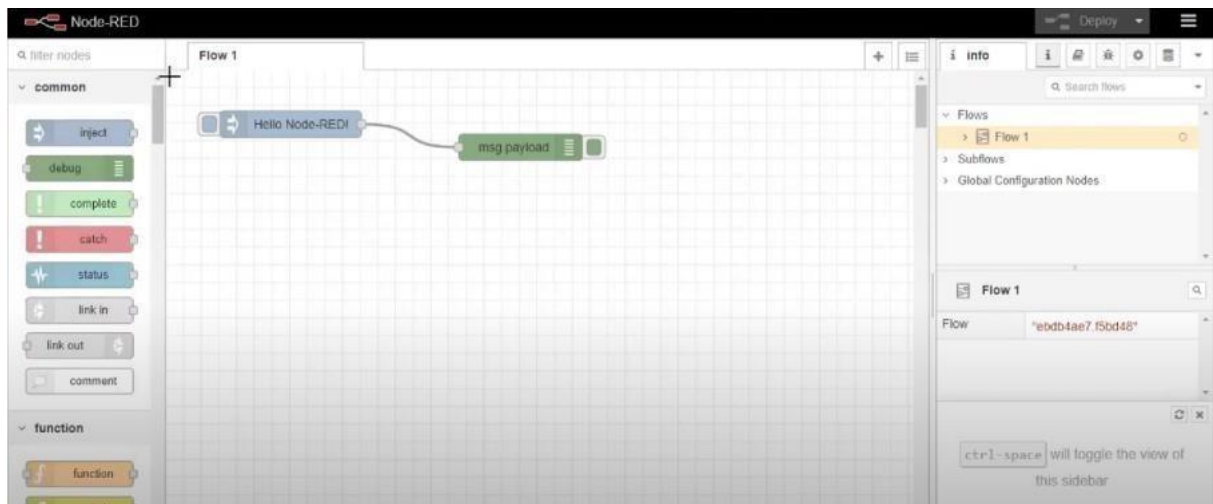 Node-RED
Deploy
filter nodes
Flow 1
info
i
Search flows
common
inject
debug
complete
catch
status
link in
link out
comment
function
function
Hello Node-RED!
msg.payload
Flows
Flow 1
Subflows
Global Configuration Nodes
Flow 1
Flow "ebdb4ae7.f5bd48"
ctrl-space will toggle the view of
this sidebar